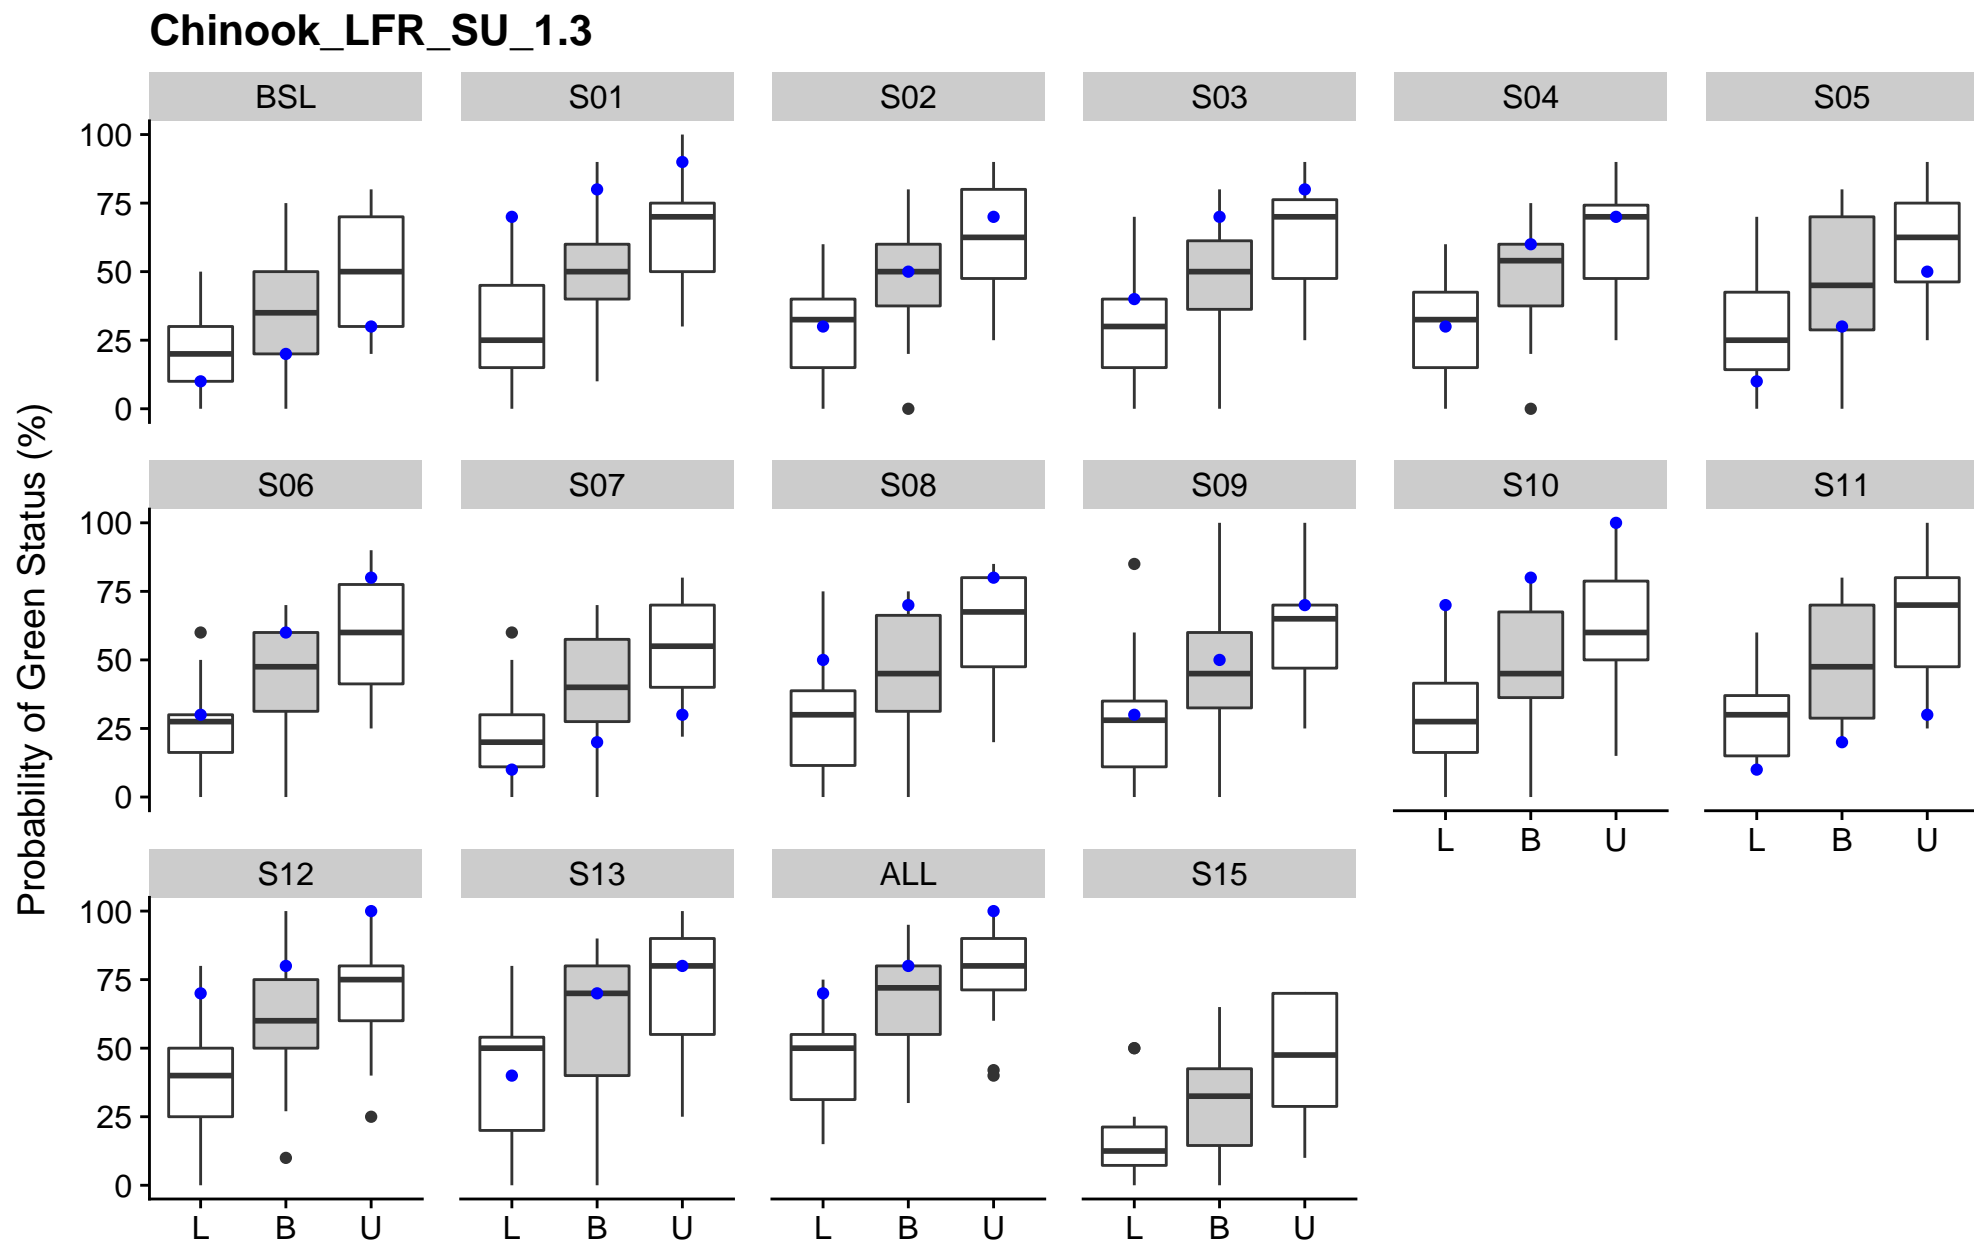 Chinook_LFR_SU_1.3
Probability of Green Status (%)
BSL S01 S02 S03 S04 S05
100
75
50
25
0
S06 S07 S08 S09 S10 S11
100
75
50
25
0
L B U L B U
S12 S13 ALL S15
100
75
50
25
0
L B U L B U L B U L B U